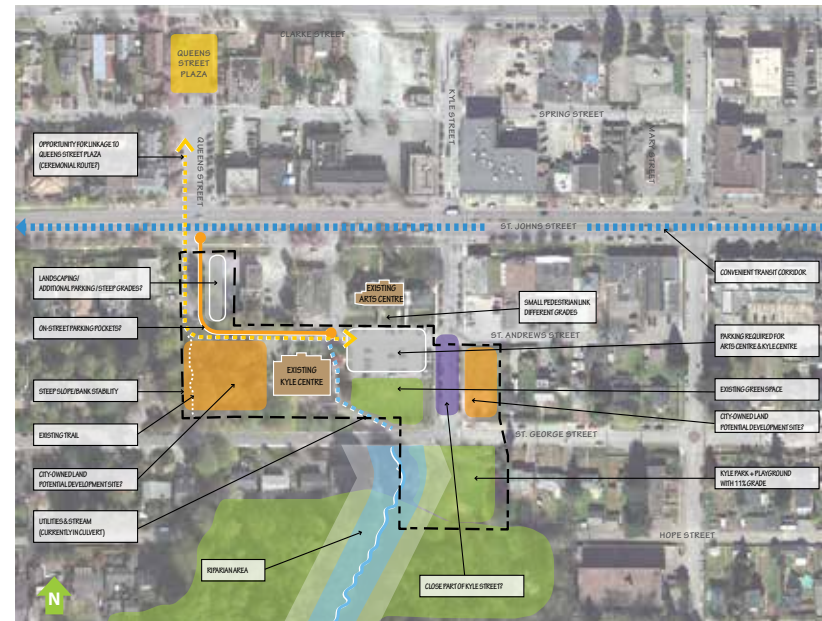 CLARKE STREET
QUEENS
STREET
PLAZA
KYLE STREET
SPRING STREET
MARY STREET
OPPORTUNITY FOR LINKAGE TO
QUEENS STREET PLAZA
(CEREMONIAL ROUTE?)
QUEENS STREET
ST. JOHNS STREET
CONVENIENT TRANSIT CORRIDOR
LANDSCAPING/
ADDITIONAL PARKING / STEEP GRADES?
EXISTING
ARTS CENTRE
SMALL PEDESTRIAN LINK
DIFFERENT GRADES
ON-STREET PARKING POCKETS?
ST. ANDREWS STREET
PARKING REQUIRED FOR
ARTS CENTRE & KYLE CENTRE
EXISTING
KYLE CENTRE
STEEP SLOPE/BANK STABILITY
EXISTING GREEN SPACE
CITY-OWNED LAND
POTENTIAL DEVELOPMENT SITE?
EXISTING TRAIL
ST. GEORGE STREET
CITY-OWNED LAND
POTENTIAL DEVELOPMENT SITE?
KYLE PARK + PLAYGROUND
WITH 11% GRADE
UTILITIES & STREAM
(CURRENTLY IN CULVERT)
HOPE STREET
RIPARIAN AREA
CLOSE PART OF KYLE STREET?
N